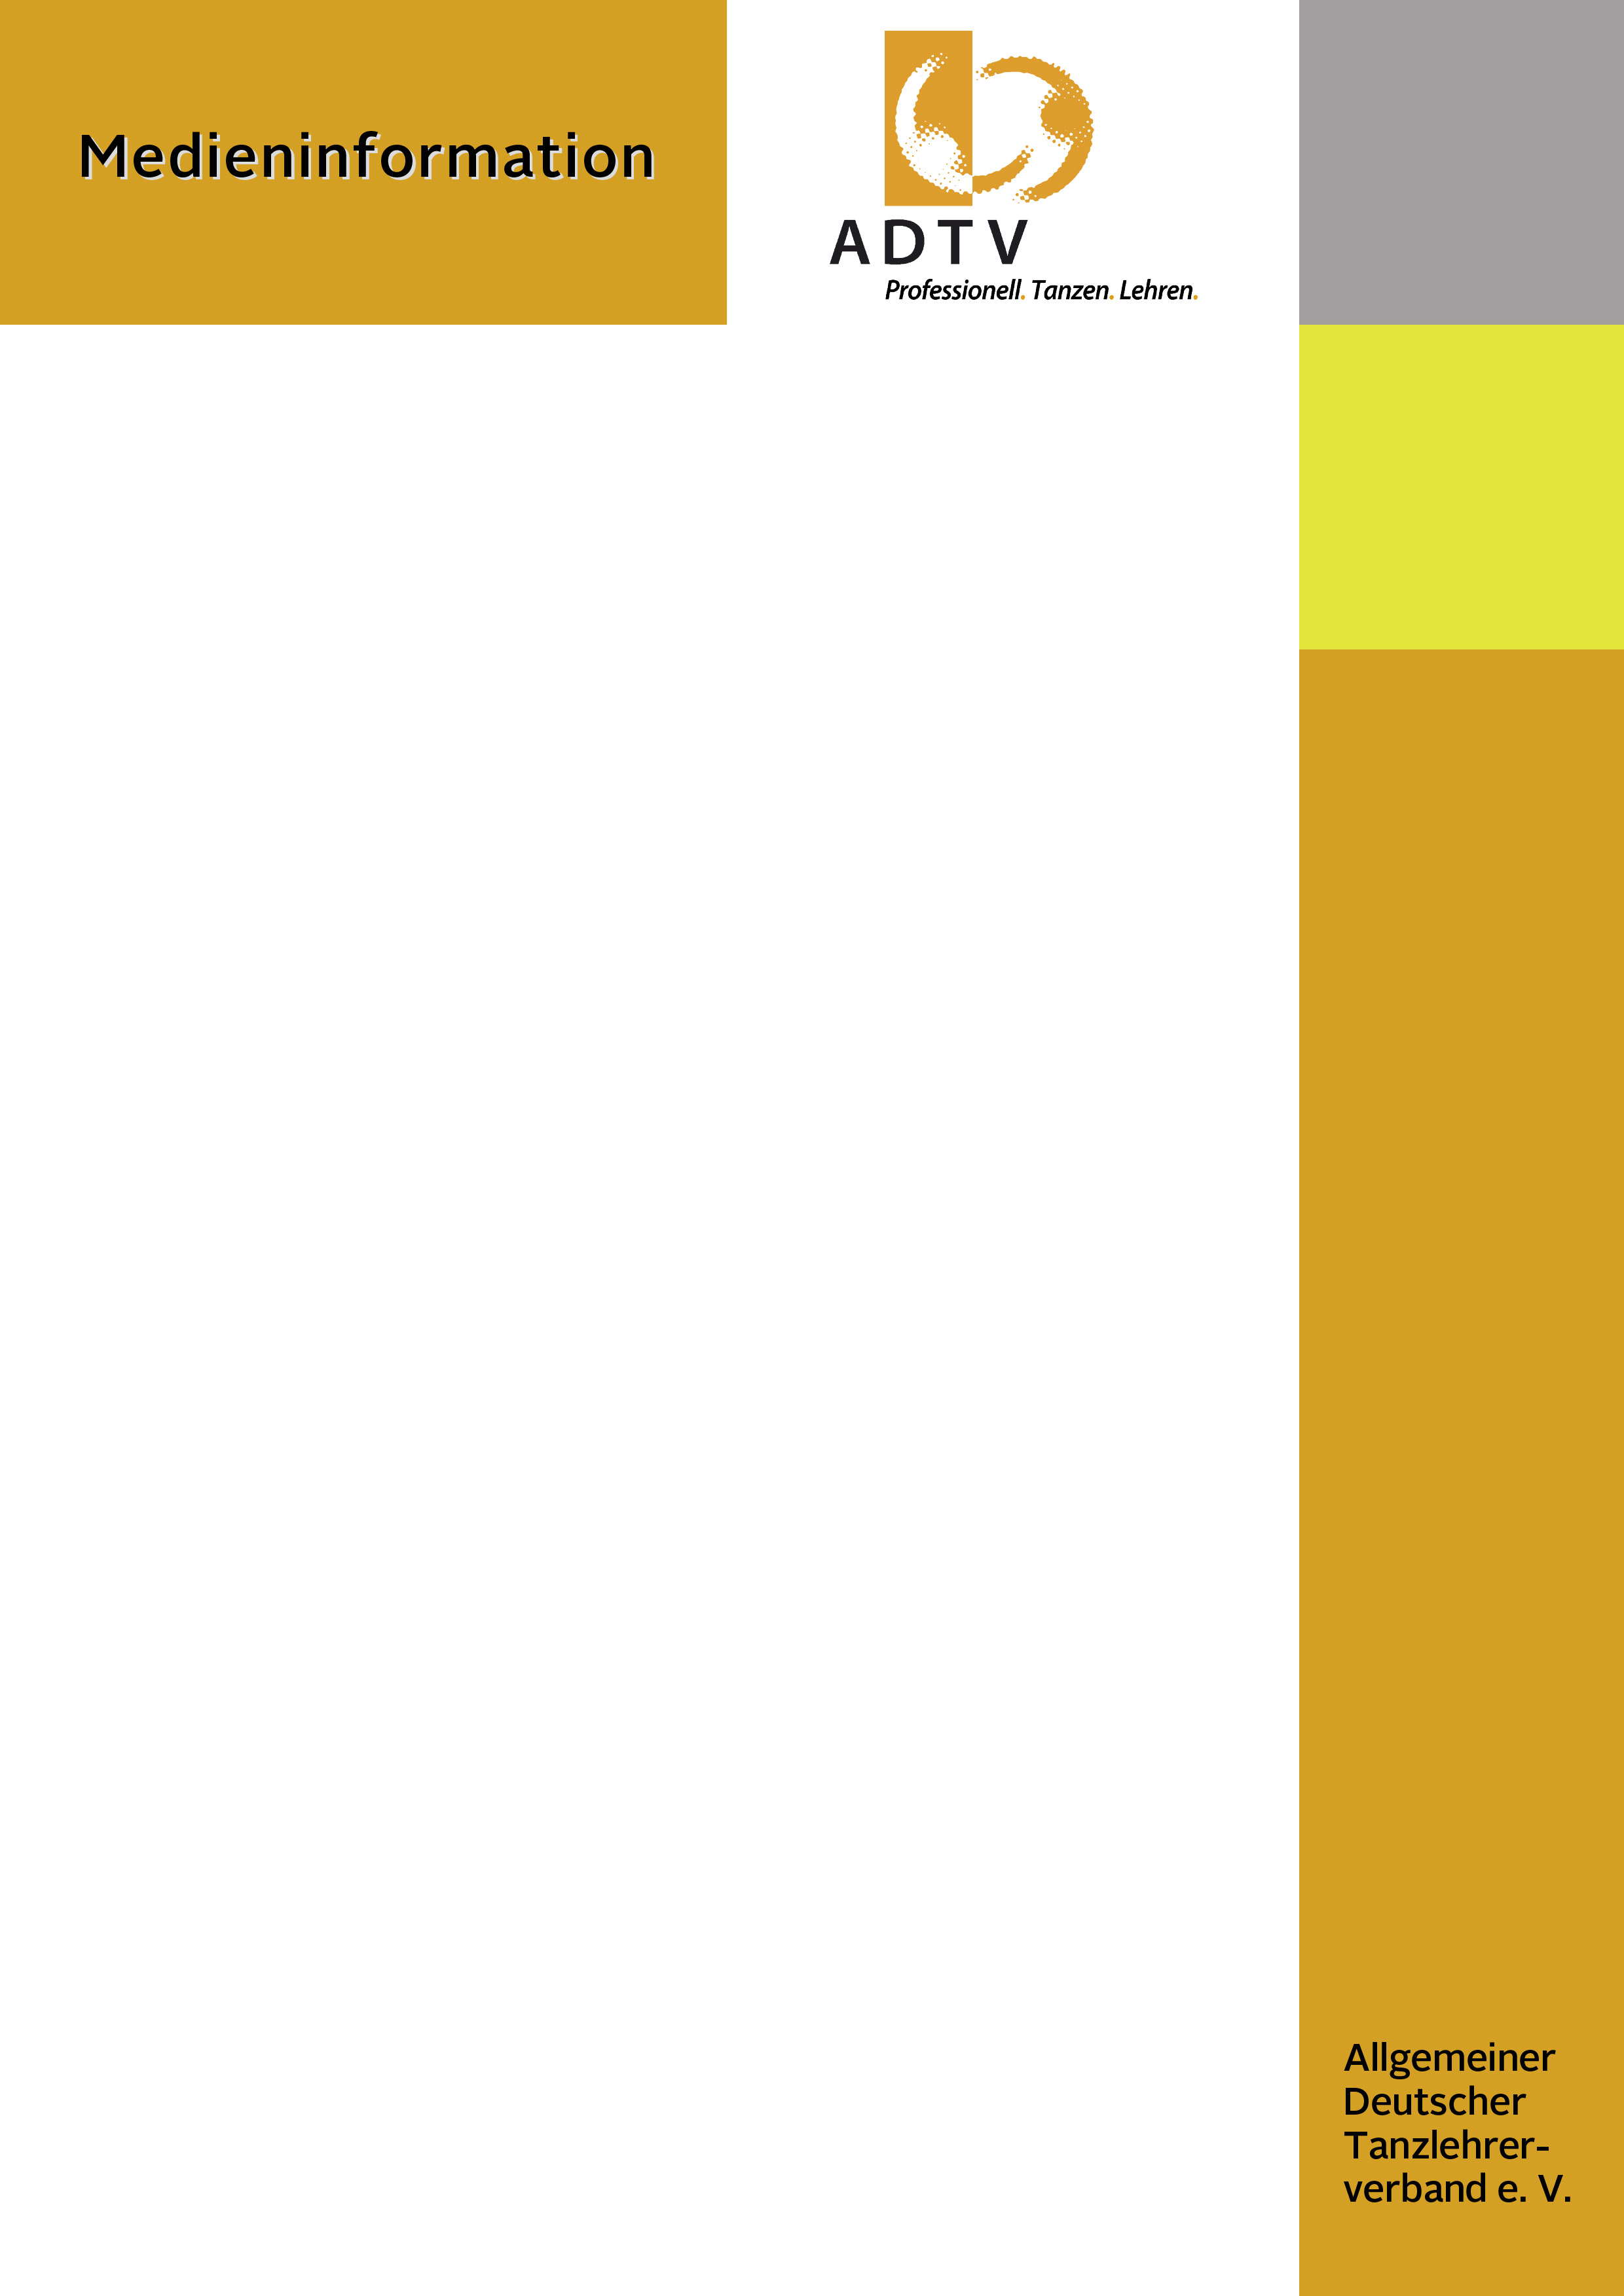 Medieninformation
ADTV
Professionell. Tanzen. Lehren.
Allgemeiner
Deutscher
Tanzlehrer-
verband e. V.